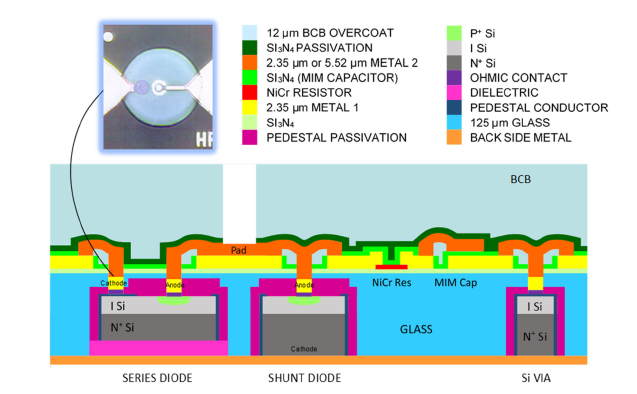 12 µm BCB OVERCOAT
SI₃N₄ PASSIVATION
2.35 µm or 5.52 µm METAL 2
SI₃N₄ (MIM CAPACITOR)
NiCr RESISTOR
2.35 µm METAL 1
SI₃N₄
PEDESTAL PASSIVATION
P⁺ Si
I Si
N⁺ Si
OHMIC CONTACT
DIELECTRIC
PEDESTAL CONDUCTOR
125 µm GLASS
BACK SIDE METAL
BCB
Pad
Cathode
Anode
Anode
NiCr Res
MIM Cap
I Si
I Si
N⁺ Si
GLASS
N⁺ Si
Cathode
SERIES DIODE
SHUNT DIODE
Si VIA